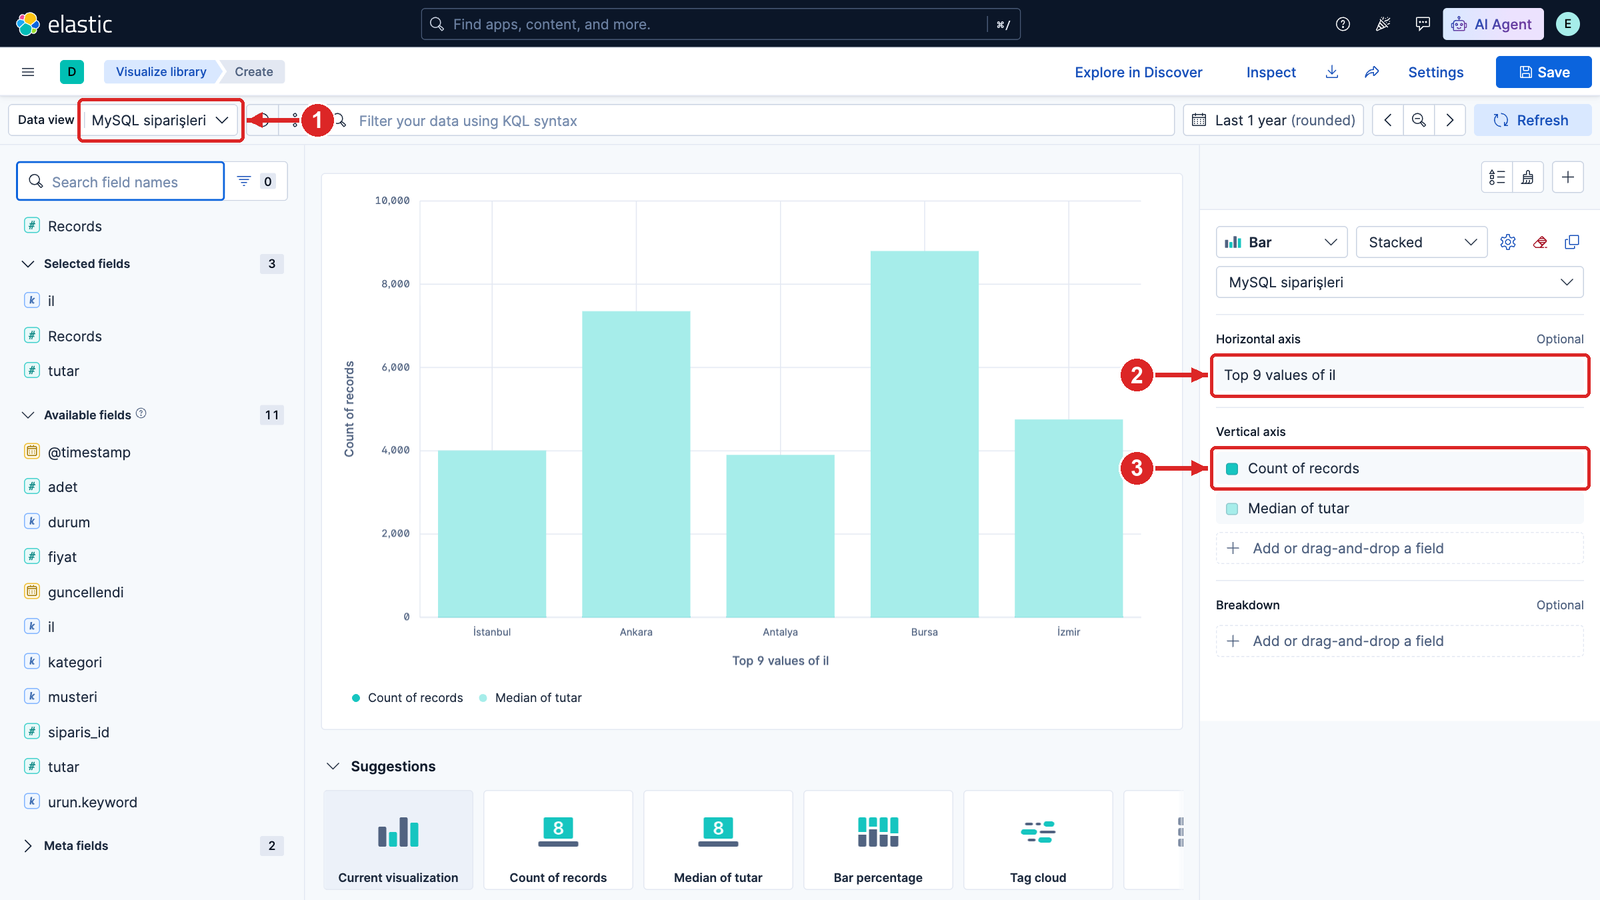 elastic
Find apps, content, and more.
⌘/
AI Agent
E
D
Visualize library
Create
Explore in Discover
Inspect
Settings
Save
Data view
MySQL siparişleri
1
Filter your data using KQL syntax
Last 1 year (rounded)
Refresh
Search field names
0
Records
Selected fields
3
il
Records
tutar
Available fields
11
@timestamp
adet
durum
fiyat
guncellendi
il
kategori
musteri
siparis_id
tutar
urun.keyword
Meta fields
2
10,000
8,000
6,000
4,000
2,000
0
Count of records
İstanbul
Ankara
Antalya
Bursa
İzmir
Top 9 values of il
Count of records
Median of tutar
Suggestions
Current visualization
8
Count of records
8
Median of tutar
Bar percentage
Tag cloud
Bar
Stacked
MySQL siparişleri
Horizontal axis
Optional
2
Top 9 values of il
Vertical axis
3
Count of records
Median of tutar
Add or drag-and-drop a field
Breakdown
Optional
Add or drag-and-drop a field